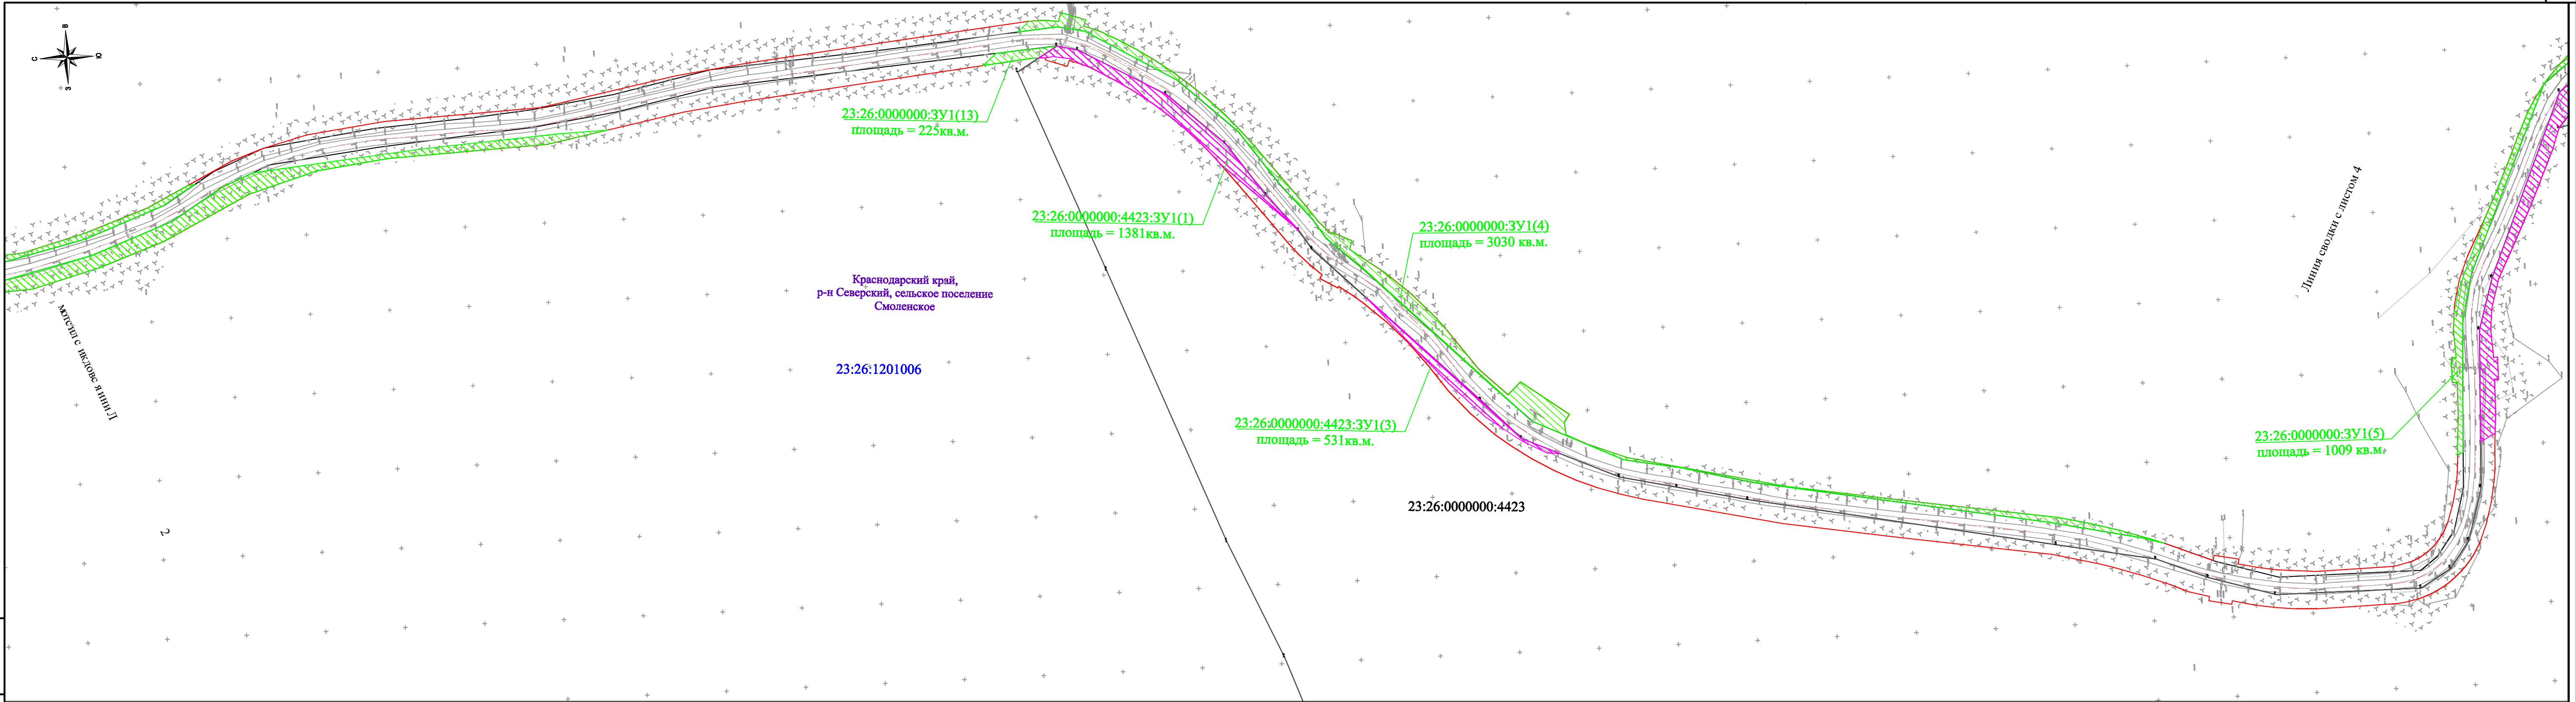 В
С
Ю
З
23:26:0000000:ЗУ1(13)
площадь = 225кв.м.
23:26:0000000:4423:ЗУ1(1)
площадь = 1381кв.м.
23:26:0000000:ЗУ1(4)
площадь = 3030 кв.м.
Линия сводки с листом 4
Краснодарский край,
р-н Северский, сельское поселение
Смоленское
23:26:1201006
Линия сводки с листом
2
23:26:0000000:4423:ЗУ1(3)
площадь = 531кв.м.
23:26:0000000:ЗУ1(5)
площадь = 1009 кв.м.
23:26:0000000:4423